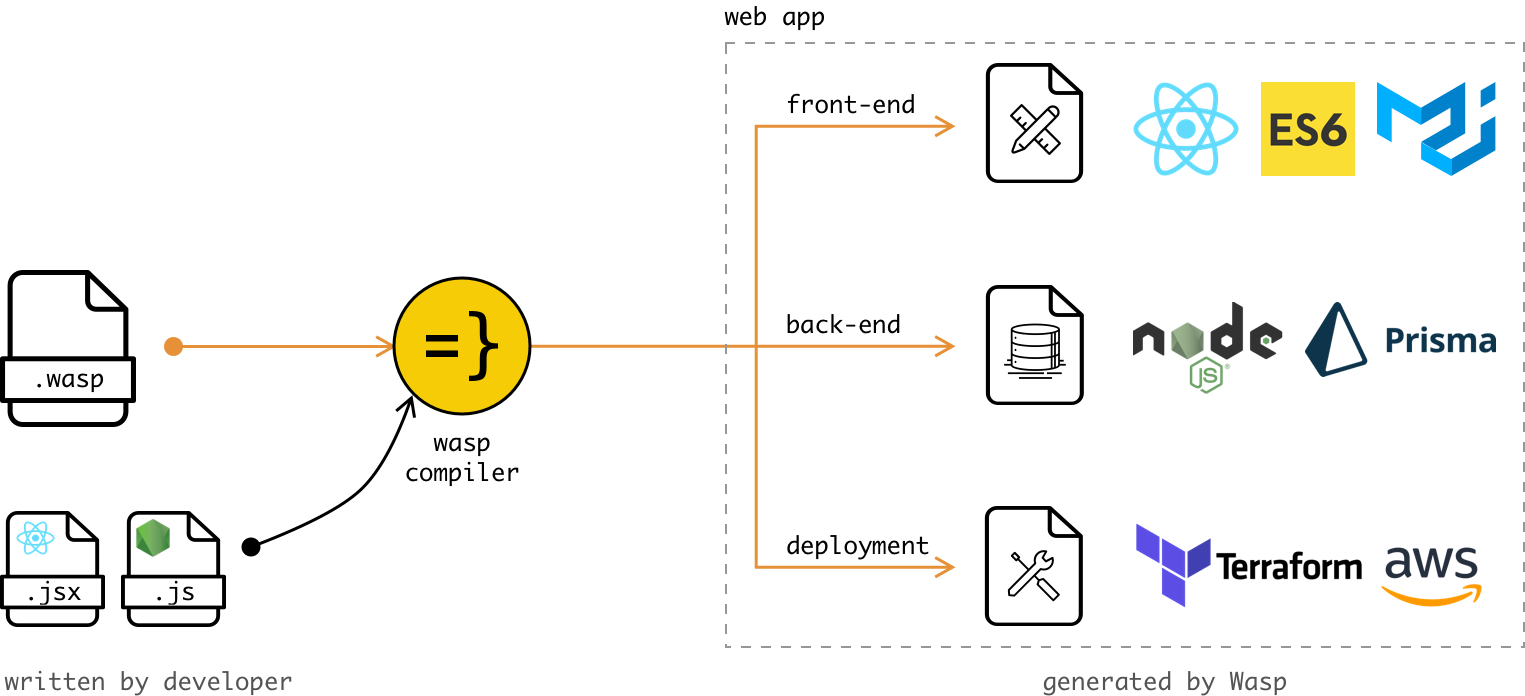 web app
front-end
ES6
back-end
node
JS
®
Prisma
.wasp
=}
wasp
compiler
deployment
Terraform
aws
.jsx
.js
written by developer
generated by Wasp